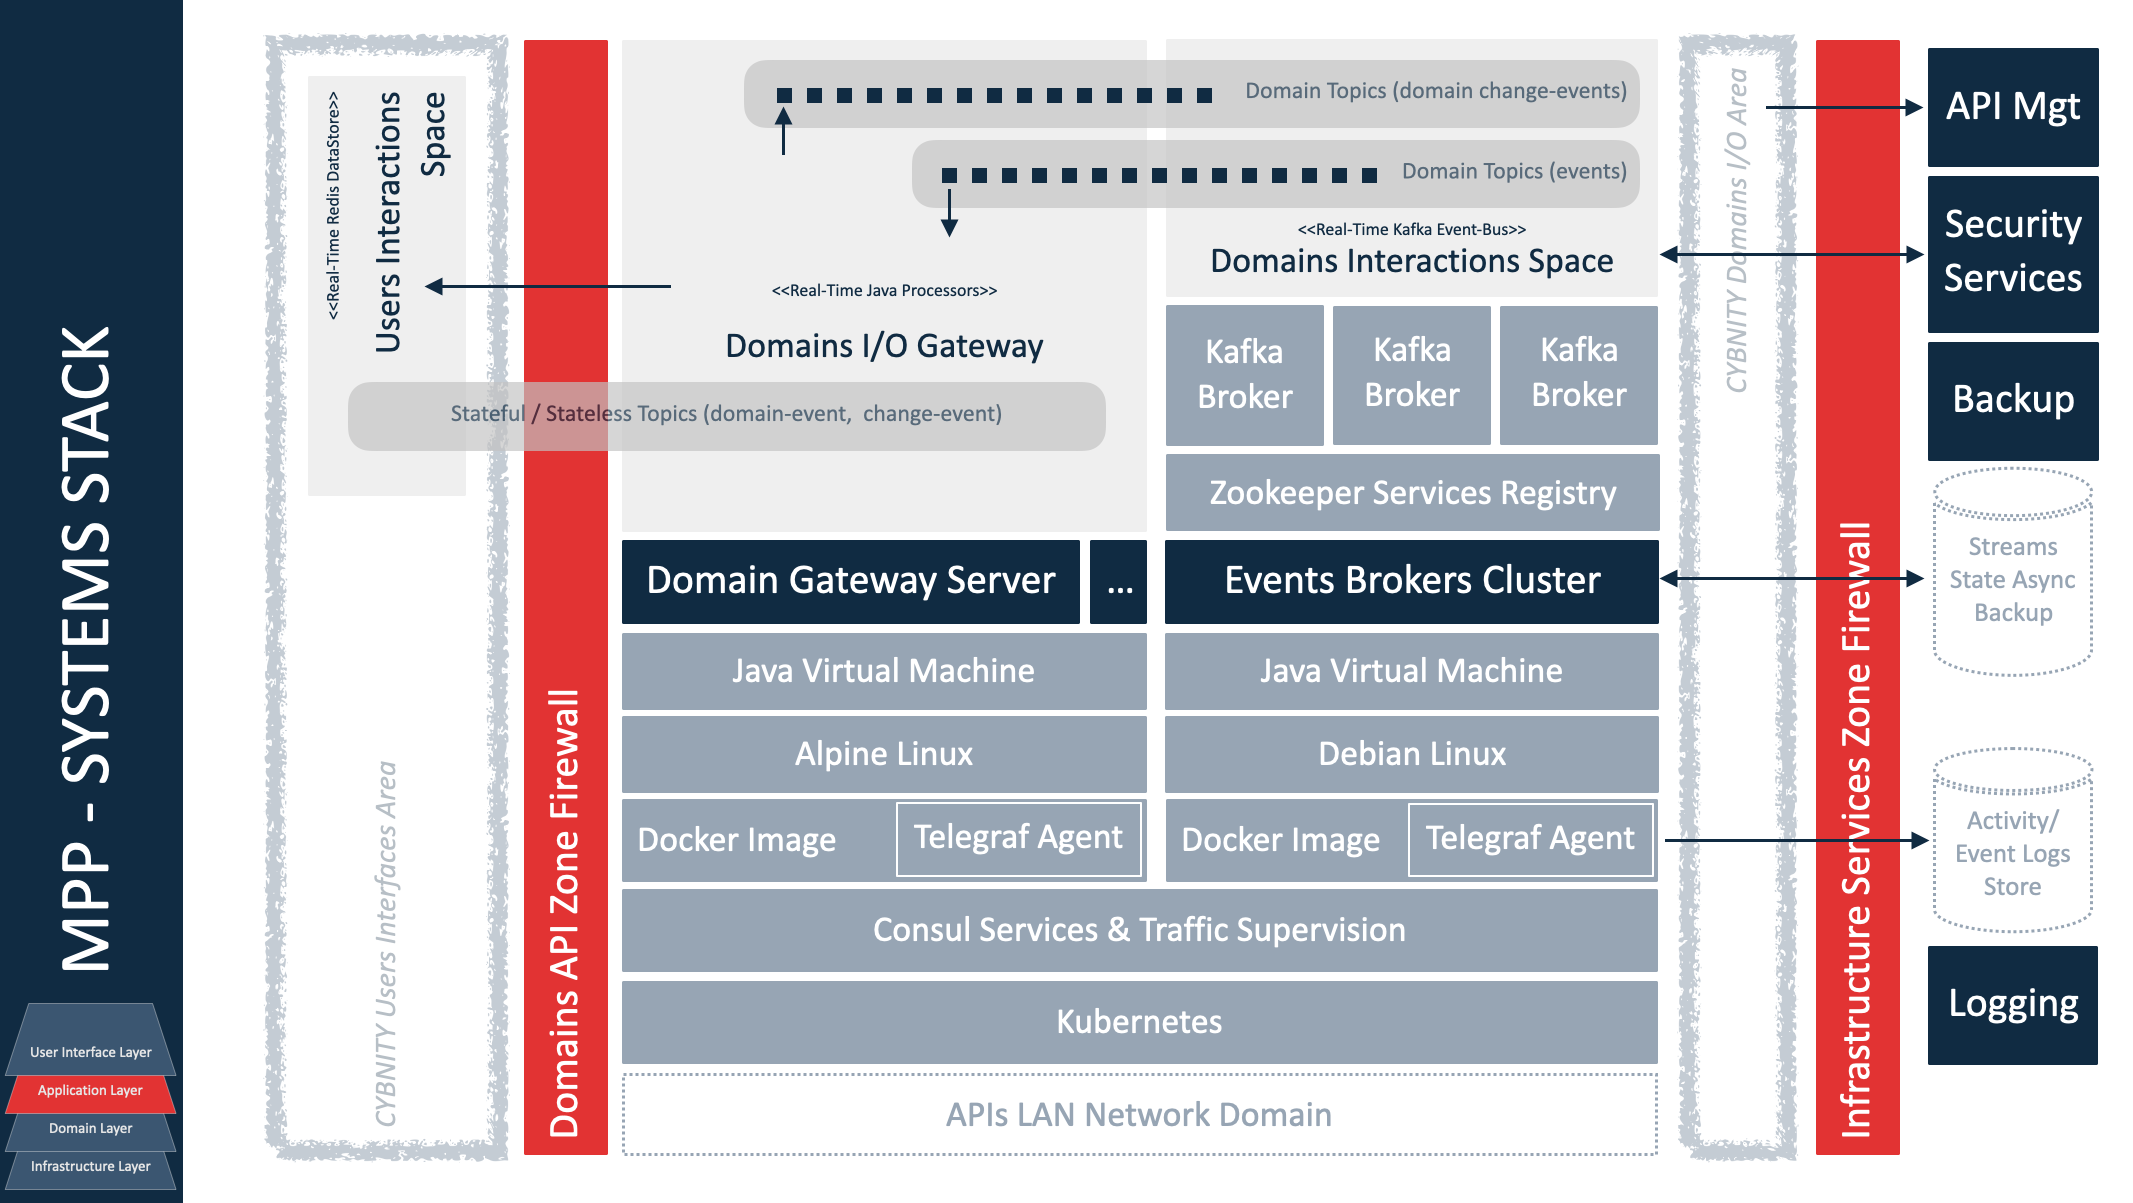 MPP - SYSTEMS STACK
User Interface Layer
Application Layer
Domain Layer
Infrastructure Layer
<<Real-Time Redis DataStore>>
Users Interactions
Space
CYBNITY Users Interfaces Area
Domains API Zone Firewall
Domain Topics (domain change-events)
Domain Topics (events)
<<Real-Time Java Processors>>
Domains I/O Gateway
Stateful / Stateless Topics (domain-event, change-event)
<<Real-Time Kafka Event-Bus>>
Domains Interactions Space
Kafka
Broker
Kafka
Broker
Kafka
Broker
Zookeeper Services Registry
Domain Gateway Server
...
Events Brokers Cluster
Java Virtual Machine
Java Virtual Machine
Alpine Linux
Debian Linux
Docker Image
Telegraf Agent
Docker Image
Telegraf Agent
Consul Services & Traffic Supervision
Kubernetes
APIs LAN Network Domain
CYBNITY Domains I/O Area
Infrastructure Services Zone Firewall
API Mgt
Security
Services
Backup
Streams
State Async
Backup
Activity/
Event Logs
Store
Logging